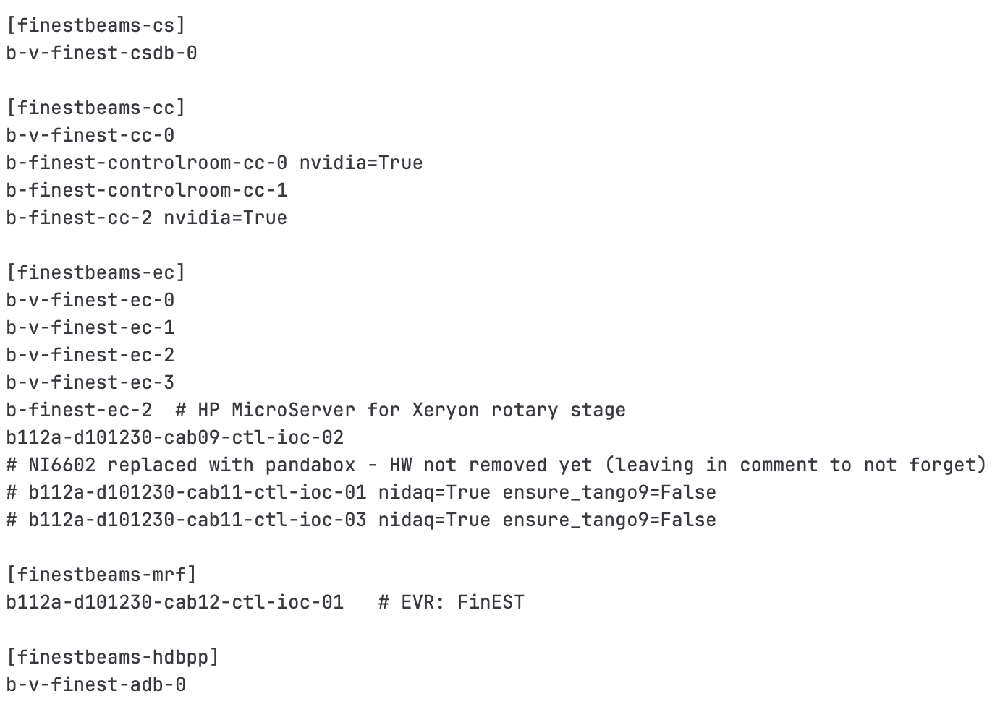 [finestbeams-cs]
b-v-finest-csdb-0

[finestbeams-cc]
b-v-finest-cc-0
b-finest-controlroom-cc-0 nvidia=True
b-finest-controlroom-cc-1
b-finest-cc-2 nvidia=True

[finestbeams-ec]
b-v-finest-ec-0
b-v-finest-ec-1
b-v-finest-ec-2
b-v-finest-ec-3
b-finest-ec-2  # HP MicroServer for Xeryon rotary stage
b112a-d101230-cab09-ctl-ioc-02
# NI6602 replaced with pandabox - HW not removed yet (leaving in comment to not forget)
# b112a-d101230-cab11-ctl-ioc-01 nidaq=True ensure_tango9=False
# b112a-d101230-cab11-ctl-ioc-03 nidaq=True ensure_tango9=False

[finestbeams-mrf]
b112a-d101230-cab12-ctl-ioc-01   # EVR: FinEST

[finestbeams-hdbpp]
b-v-finest-adb-0